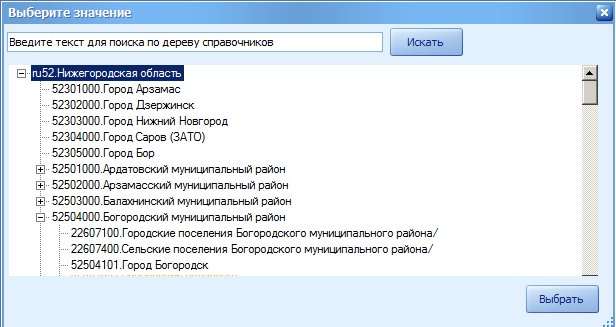 Выберите значение
Введите текст для поиска по дереву справочников
Искать
ru52.Нижегородская область
52301000.Город Арзамас
52302000.Город Дзержинск
52303000.Город Нижний Новгород
52304000.Город Саров (ЗАТО)
52305000.Город Бор
52501000.Ардатовский муниципальный район
52502000.Арзамасский муниципальный район
52503000.Балахнинский муниципальный район
52504000.Богородский муниципальный район
22607100.Городские поселения Богородского муниципального района/
22607400.Сельские поселения Богородского муниципального района/
52504101.Город Богородск
Выбрать